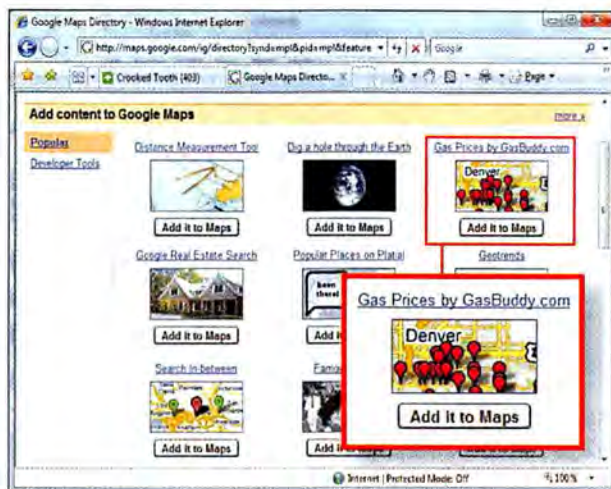 Google Maps Directory - Windows Internet Explorer
http://maps.google.com/ig/directory?synd=mpl&pid=mpl&feature
Google
Crooked Tooth (403)
Google Maps Directo...
Page
Add content to Google Maps
more »
Popular
Developer Tools
Distance Measurement Tool
Dig a hole through the Earth
Gas Prices by GasBuddy.com
Denver
Add it to Maps
Add it to Maps
Add it to Maps
Google Real Estate Search
Popular Places on Platial
Geotrends
been
there!
Add it to Maps
Add it
Search In-between
Famo
Add it to Maps
Add it
Gas Prices by GasBuddy.com
Denver
Add it to Maps
Internet | Protected Mode: Off
100%